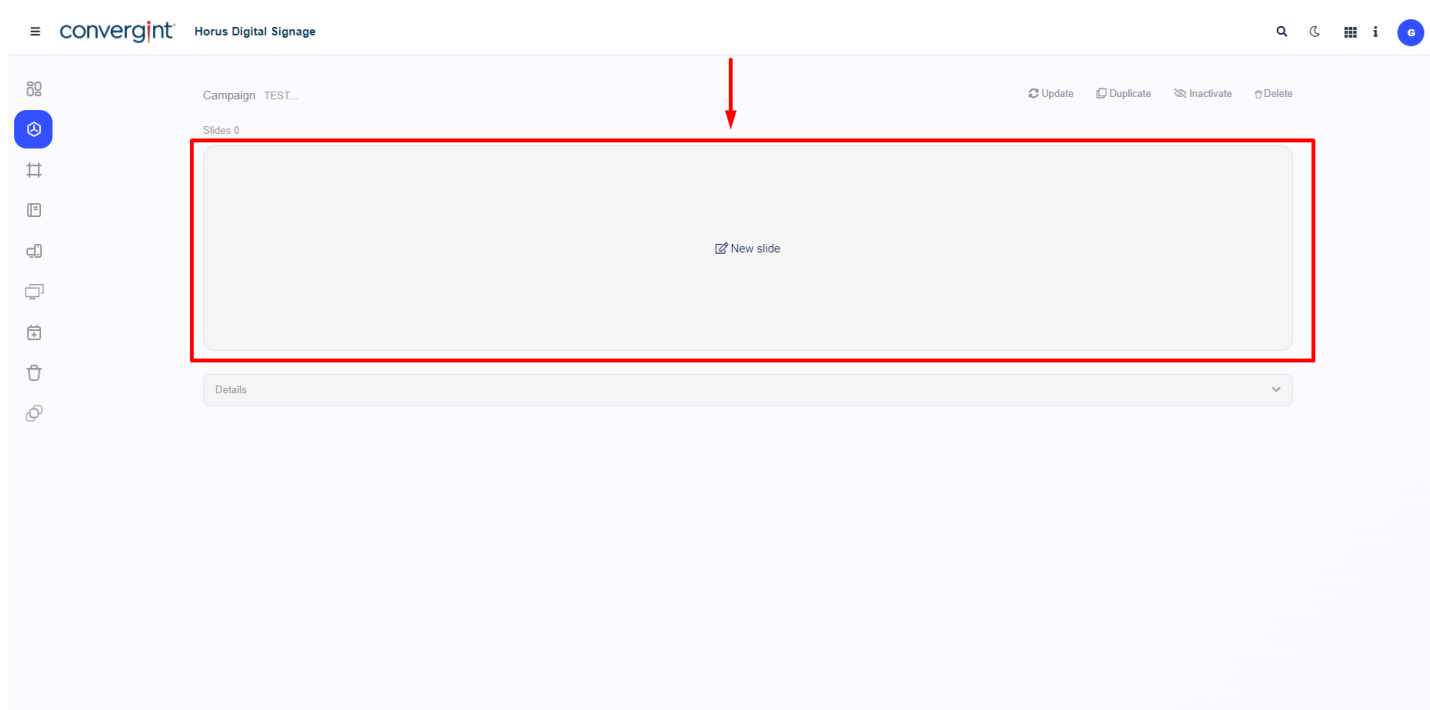 convergint Horus Digital Signage G
Campaign TEST... Update Duplicate Inactivate Delete
Slides 0
New slide
Details